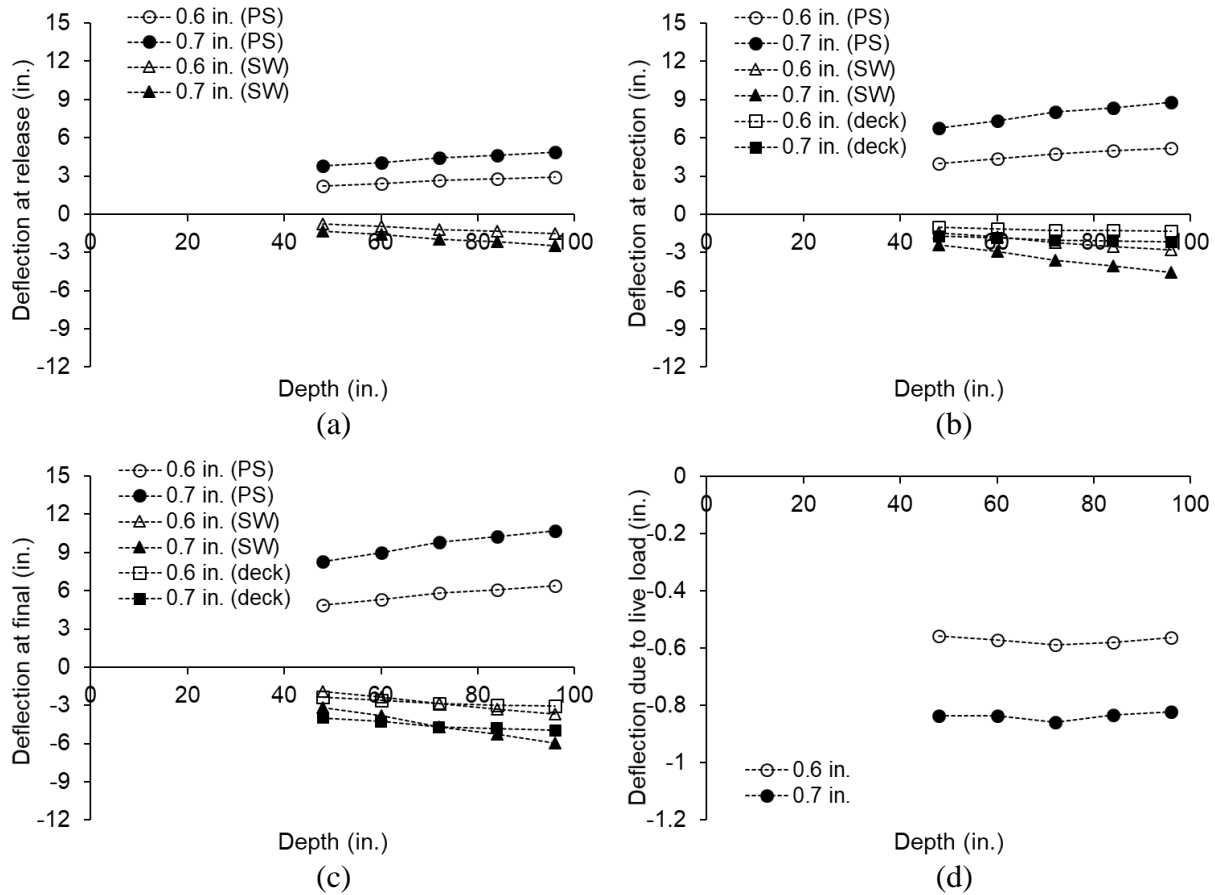 15
12
9
6
3
0
-3
-6
-9
-12
0
20
40
60
80
100
Deflection at release (in.)
Depth (in.)
0.6 in. (PS)
0.7 in. (PS)
0.6 in. (SW)
0.7 in. (SW)
(a)
15
12
9
6
3
0
-3
-6
-9
-12
0
20
40
60
80
100
Deflection at erection (in.)
Depth (in.)
0.6 in. (PS)
0.7 in. (PS)
0.6 in. (SW)
0.7 in. (SW)
0.6 in. (deck)
0.7 in. (deck)
(b)
15
12
9
6
3
0
-3
-6
-9
-12
0
20
40
60
80
100
Deflection at final (in.)
Depth (in.)
0.6 in. (PS)
0.7 in. (PS)
0.6 in. (SW)
0.7 in. (SW)
0.6 in. (deck)
0.7 in. (deck)
(c)
0
-0.2
-0.4
-0.6
-0.8
-1
-1.2
0
20
40
60
80
100
Deflection due to live load (in.)
Depth (in.)
0.6 in.
0.7 in.
(d)